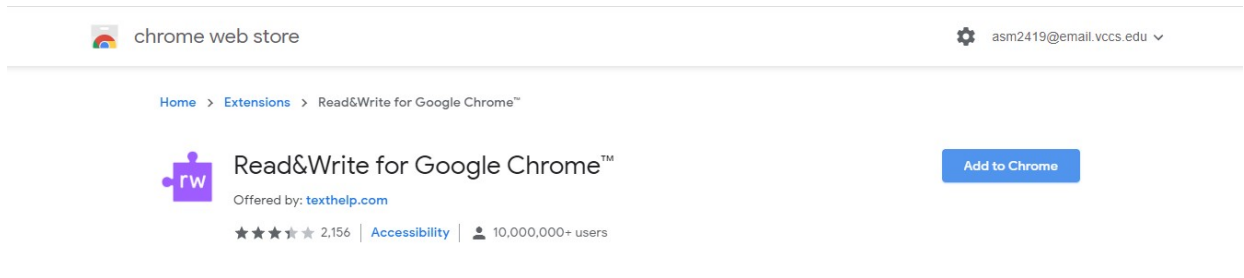 chrome web store asm2419@email.vccs.edu
Home > Extensions > Read&Write for Google Chrome™
rw
Read&Write for Google Chrome™
Add to Chrome
Offered by: texthelp.com
2,156 | Accessibility | 10,000,000+ users